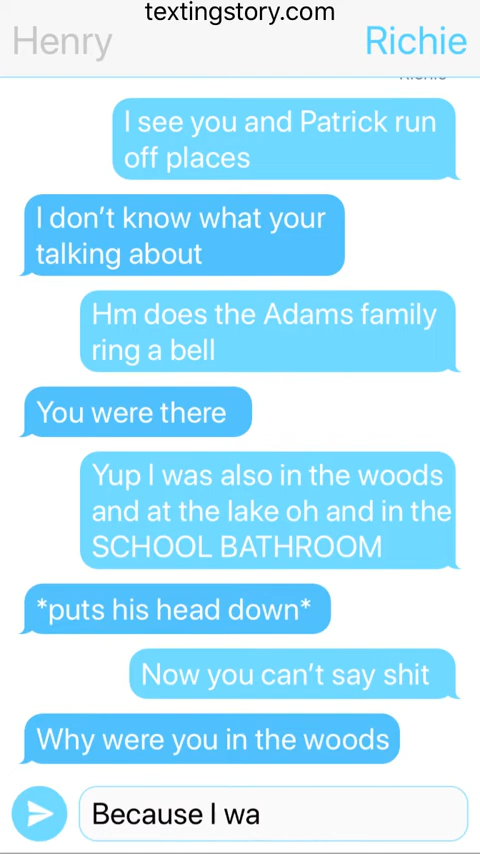 textingstory.com
Henry
Richie
I see you and Patrick run
off places
I don’t know what your
talking about
Hm does the Adams family
ring a bell
You were there
Yup I was also in the woods
and at the lake oh and in the
SCHOOL BATHROOM
*puts his head down*
Now you can’t say shit
Why were you in the woods
Because I wa